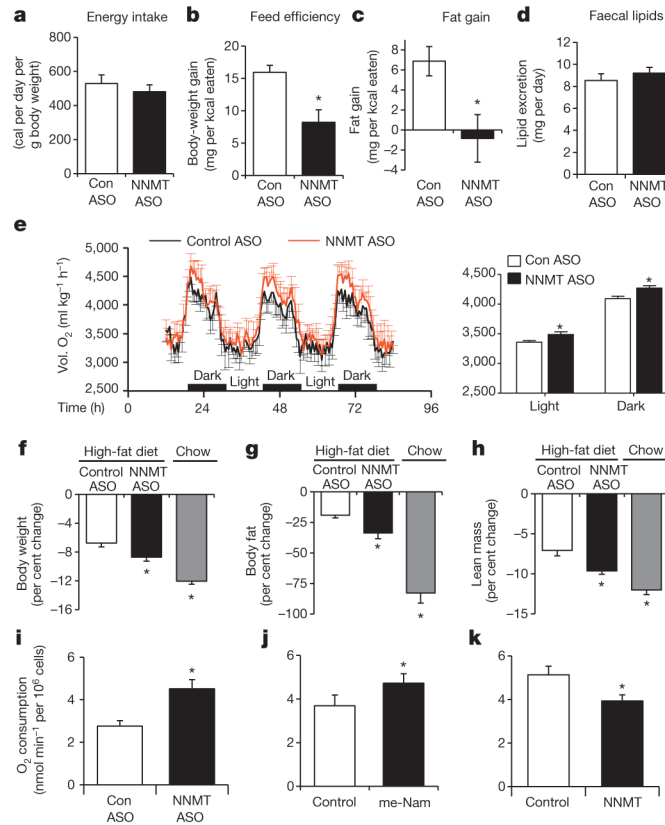 a Energy intake
(cal per day per
g body weight)
800
600
400
200
0
Con
ASO
NNMT
ASO
b Feed efficiency
Body-weight gain
(mg per kcal eaten)
20
15
10
5
0
*
Con
ASO
NNMT
ASO
c Fat gain
Fat gain
(mg per kcal eaten)
10
8
6
4
2
0
−2
−4
*
Con
ASO
NNMT
ASO
d Faecal lipids
Lipid excretion
(mg per day)
12
10
8
6
4
2
0
Con
ASO
NNMT
ASO
e
Control ASO NNMT ASO
Vol. O2 (ml kg−1 h−1)
5,000
4,500
4,000
3,500
3,000
2,500
Dark Light Dark Light Dark
Time (h) 0 24 48 72 96
Con ASO
NNMT ASO
4,500
4,000
3,500
3,000
2,500
* *
Light Dark
f High-fat diet Chow
Control
ASO
NNMT
ASO
Body weight
(per cent change)
0
−4
−8
−12
−16
* *
g High-fat diet Chow
Control
ASO
NNMT
ASO
Body fat
(per cent change)
0
−25
−50
−75
−100
* *
h High-fat diet Chow
Control
ASO
NNMT
ASO
Lean mass
(per cent change)
0
−5
−10
−15
* *
i
O2 consumption
(nmol min−1 per 106 cells)
6
4
2
0
*
Con
ASO
NNMT
ASO
j
6
4
2
0
*
Control me-Nam
k
6
4
2
0
*
Control NNMT